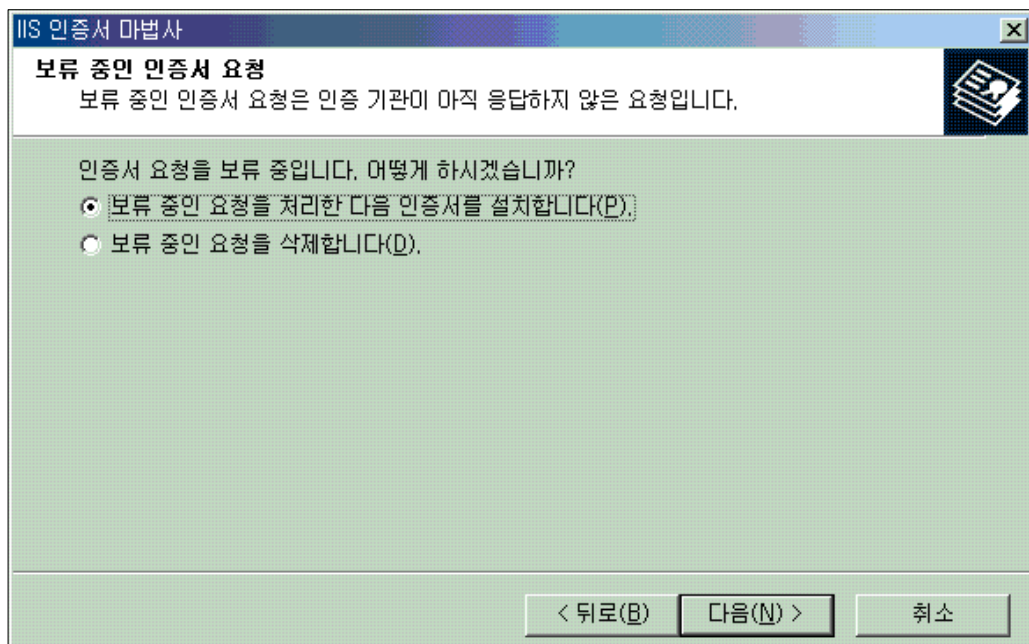 IIS 인증서 마법사
보류 중인 인증서 요청
보류 중인 인증서 요청은 인증 기관이 아직 응답하지 않은 요청입니다.
인증서 요청을 보류 중입니다. 어떻게 하시겠습니까?
보류 중인 요청을 처리한 다음 인증서를 설치합니다(P).
보류 중인 요청을 삭제합니다(D).
< 뒤로(B) 다음(N) > 취소